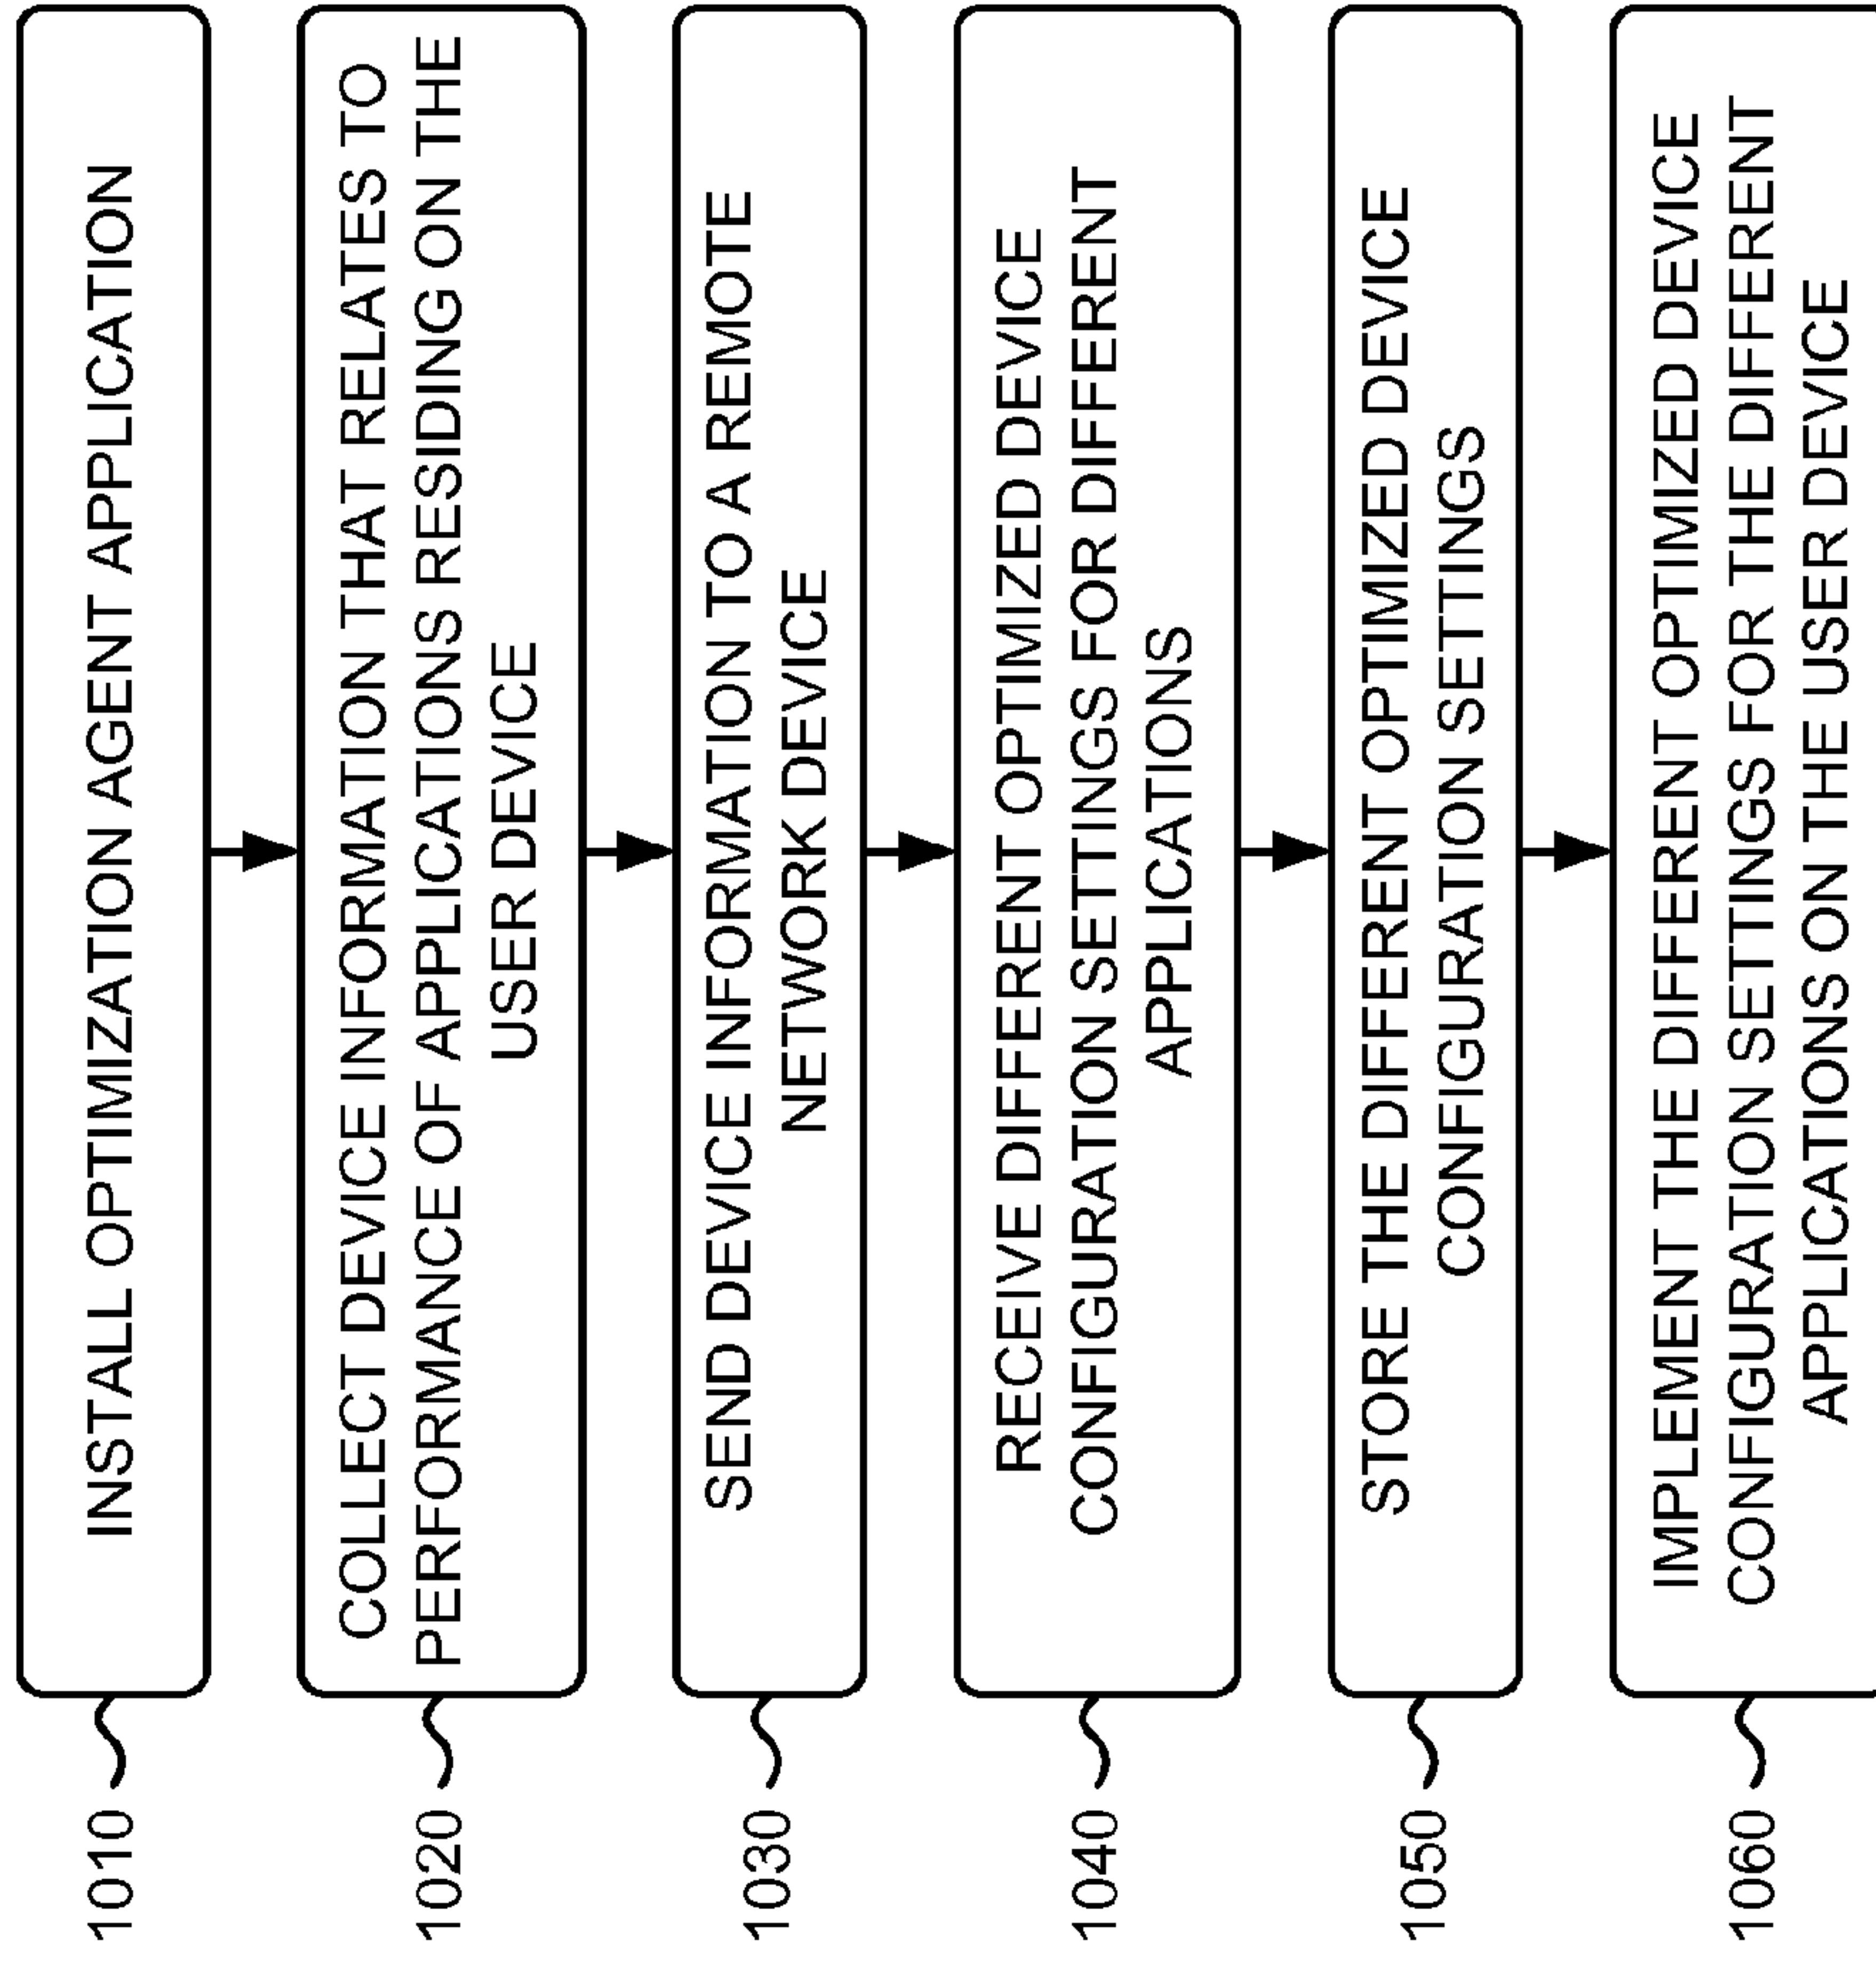 1010
INSTALL OPTIMIZATION AGENT APPLICATION
1020
COLLECT DEVICE INFORMATION THAT RELATES TO
PERFORMANCE OF APPLICATIONS RESIDING ON THE
USER DEVICE
1030
SEND DEVICE INFORMATION TO A REMOTE
NETWORK DEVICE
1040
RECEIVE DIFFERENT OPTIMIZED DEVICE
CONFIGURATION SETTINGS FOR DIFFERENT
APPLICATIONS
1050
STORE THE DIFFERENT OPTIMIZED DEVICE
CONFIGURATION SETTINGS
1060
IMPLEMENT THE DIFFERENT OPTIMIZED DEVICE
CONFIGURATION SETTINGS FOR THE DIFFERENT
APPLICATIONS ON THE USER DEVICE